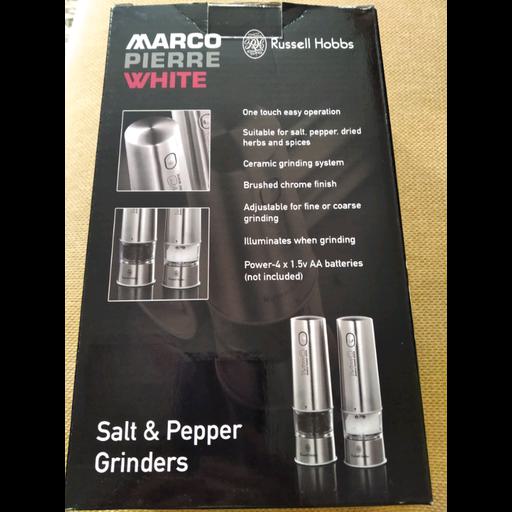 MARCO
PIERRE
WHITE
Russell Hobbs
One touch easy operation
Suitable for salt, pepper, dried
herbs and spices
Ceramic grinding system
Brushed chrome finish
Adjustable for fine or coarse
grinding
Illuminates when grinding
Power-4 x 1.5v AA batteries
(not included)
Salt & Pepper
Grinders